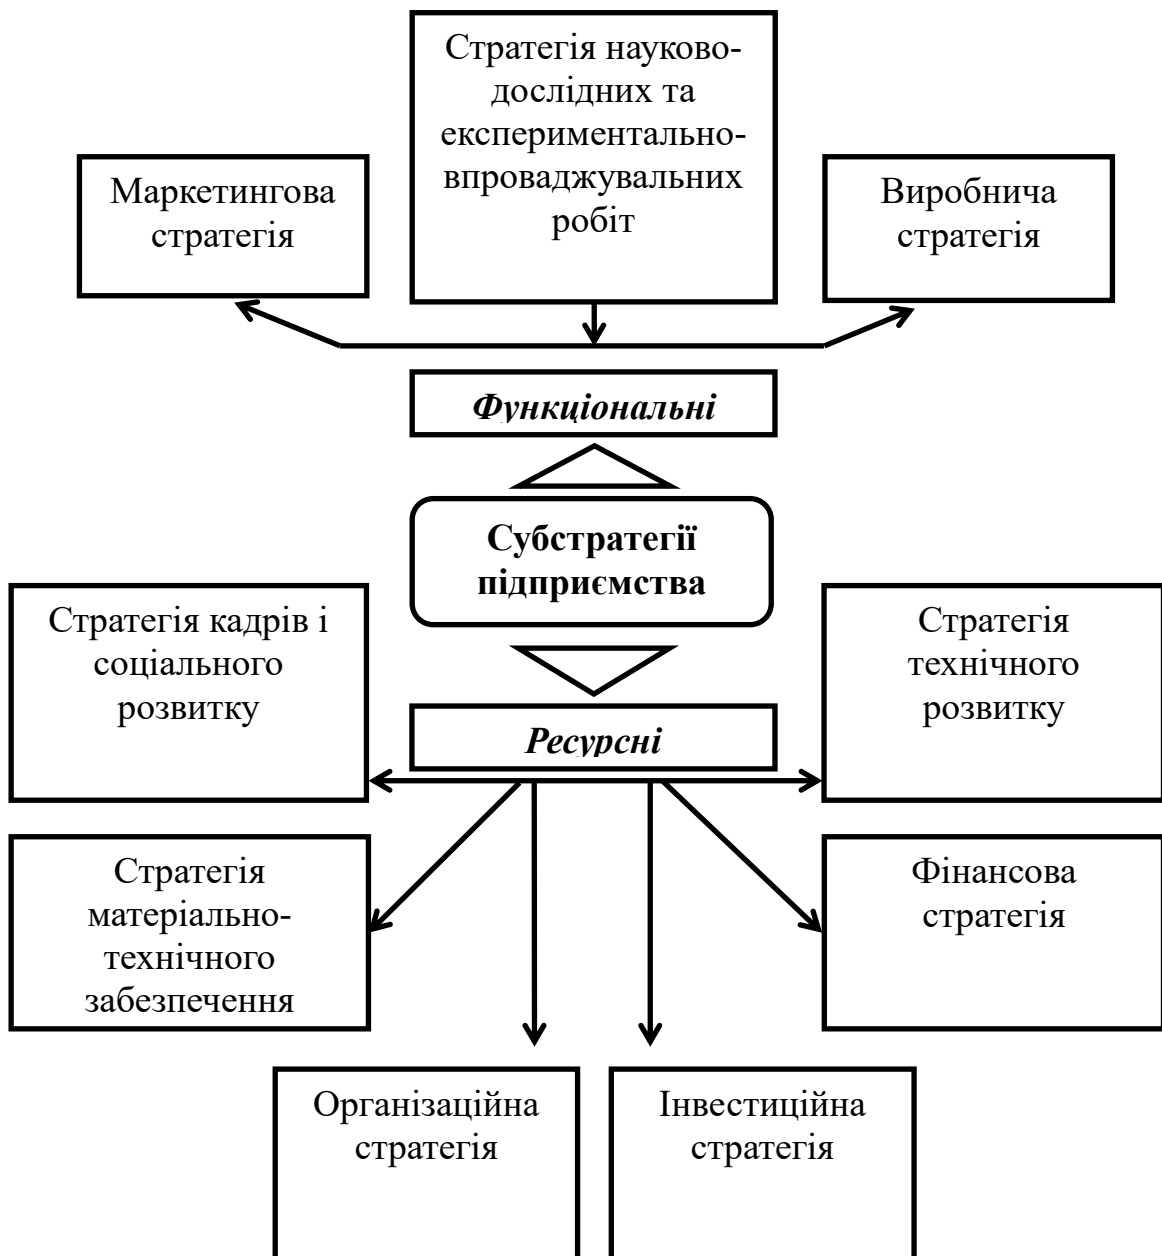 Стратегія науково-
дослідних та
експериментально-
впроваджувальних
робіт
Маркетингова
стратегія
Виробнича
стратегія
Функціональні
Субстратегії
підприємства
Стратегія кадрів і
соціального
розвитку
Стратегія
технічного
розвитку
Ресурсні
Стратегія
матеріально-
технічного
забезпечення
Фінансова
стратегія
Організаційна
стратегія
Інвестиційна
стратегія